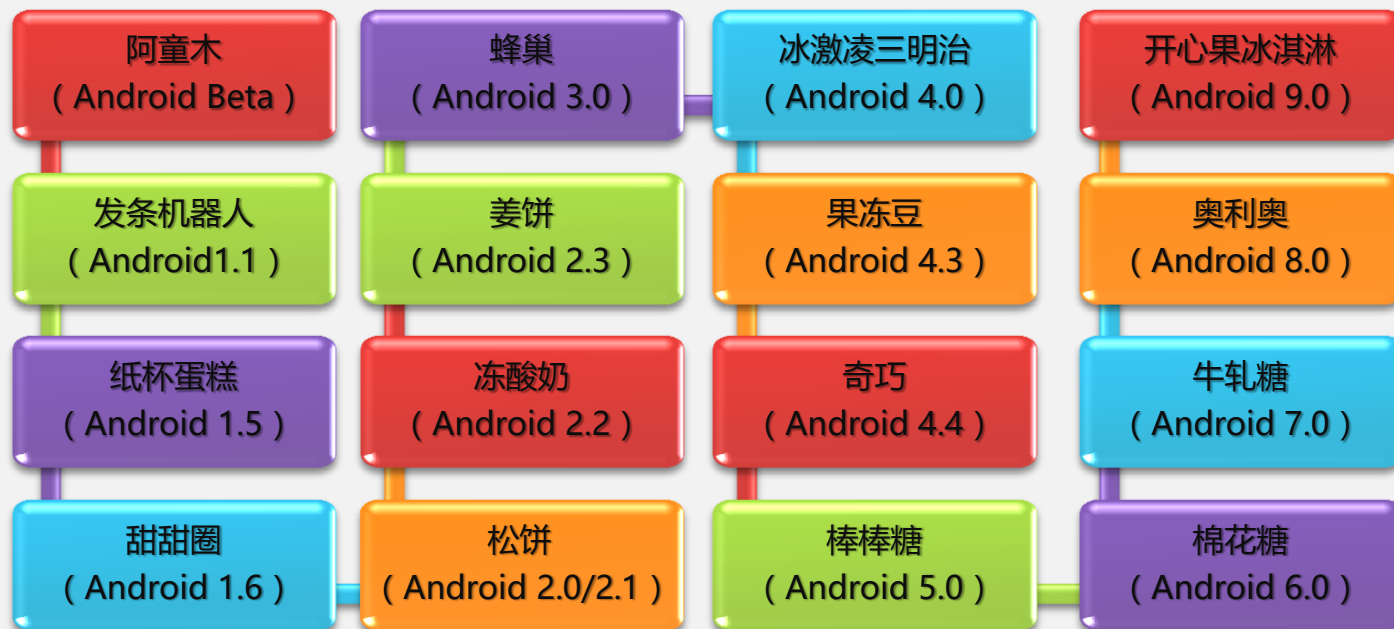 阿童木
（Android Beta）
发条机器人
（Android1.1）
纸杯蛋糕
（Android 1.5）
甜甜圈
（Android 1.6）
松饼
（Android 2.0/2.1）
冻酸奶
（Android 2.2）
姜饼
（Android 2.3）
蜂巢
（Android 3.0）
冰激凌三明治
（Android 4.0）
果冻豆
（Android 4.3）
奇巧
（Android 4.4）
棒棒糖
（Android 5.0）
棉花糖
（Android 6.0）
牛轧糖
（Android 7.0）
奥利奥
（Android 8.0）
开心果冰淇淋
（Android 9.0）